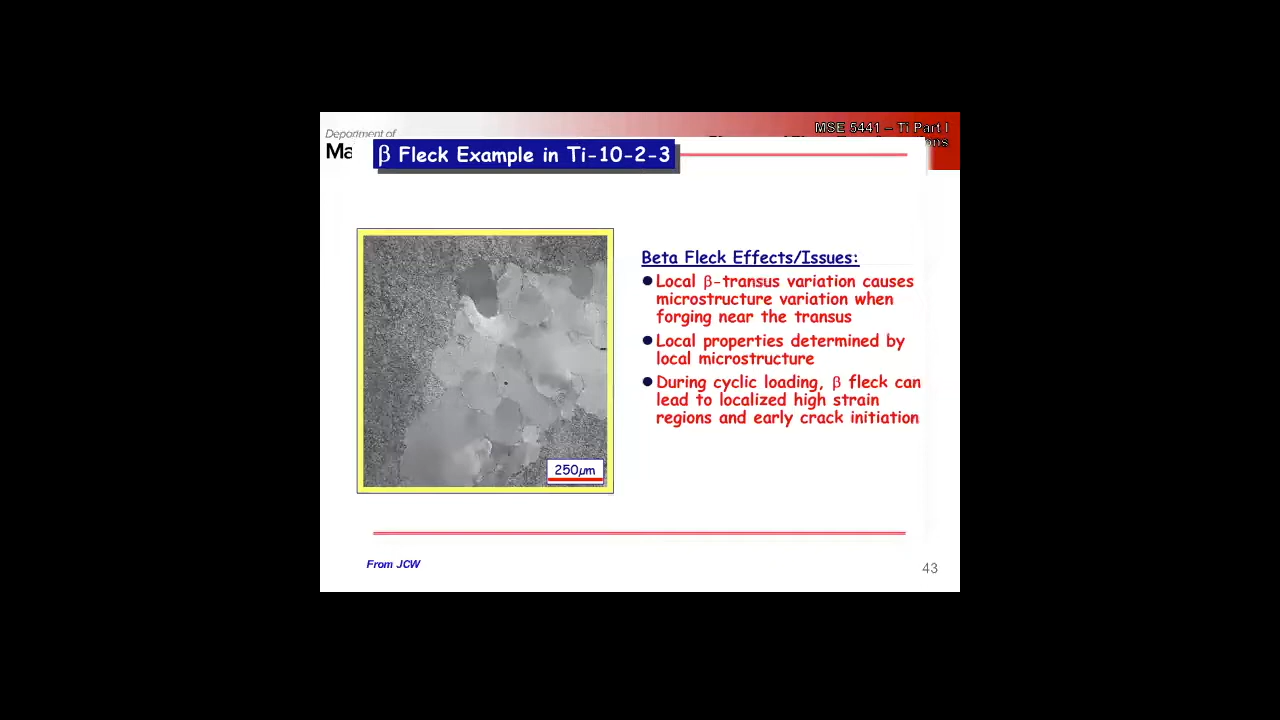 MSE 5441 – Ti Part I
Department of
β Fleck Example in Ti-10-2-3
Beta Fleck Effects/Issues:
●Local β-transus variation causes
microstructure variation when
forging near the transus
●Local properties determined by
local microstructure
●During cyclic loading, β fleck can
lead to localized high strain
regions and early crack initiation
250μm
From JCW
43